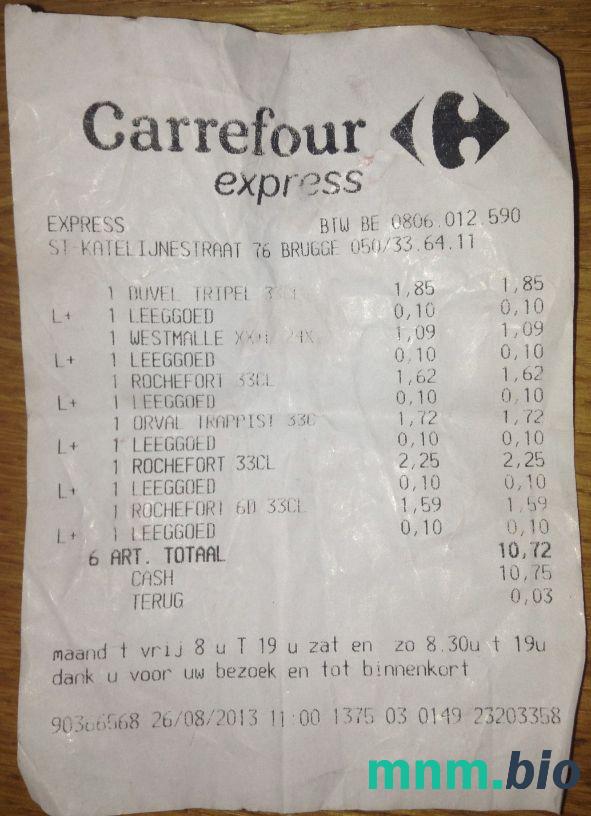 Carrefour
express
EXPRESS BTW BE 0806.012.590
ST-KATELIJNESTRAAT 76 BRUGGE 050/33.64.11
1 DUVEL TRIPEL 33CL 1,85 1,85
L+ 1 LEEGGOED 0,10 0,10
1 WESTMALLE 1,09 1,09
L+ 1 LEEGGOED 0,10 0,10
1 ROCHEFORT 33CL 1,62 1,62
L+ 1 LEEGGOED 0,10 0,10
1 ORVAL TRAPPIST 33C 1,72 1,72
L+ 1 LEEGGOED 0,10 0,10
1 ROCHEFORT 33CL 2,25 2,25
L+ 1 LEEGGOED 0,10 0,10
1 ROCHEFORT 6D 33CL 1,59 1,59
L+ 1 LEEGGOED 0,10 0,10
6 ART. TOTAAL 10,72
CASH 10,75
TERUG 0,03
maand t vrij 8 u T 19 u zat en zo 8.30u t 19u
dank u voor uw bezoek en tot binnenkort
26/08/2013 11:00 1375 03 0149 23203358
mnm.bio